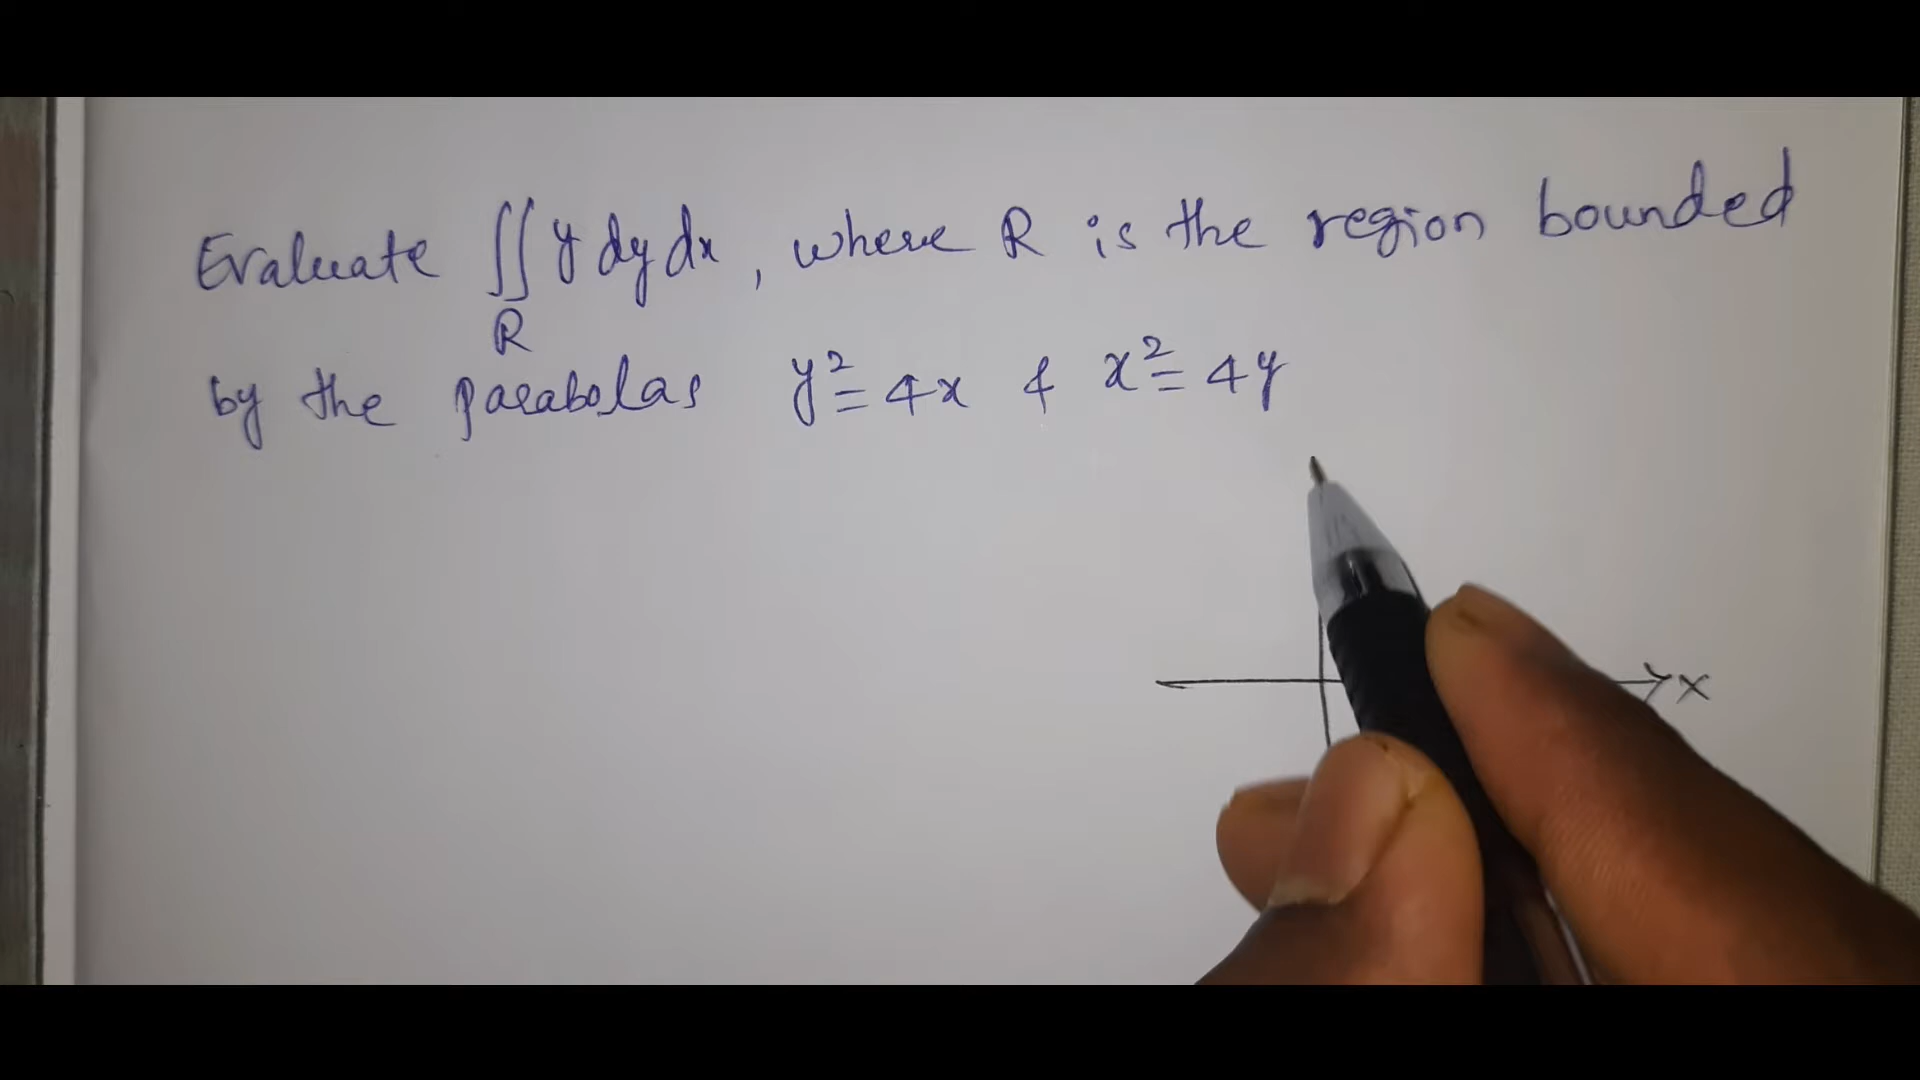 Evaluate ∬ y dy dx, where R is the region bounded
R
by the parabolas y² = 4x & x² = 4y
X